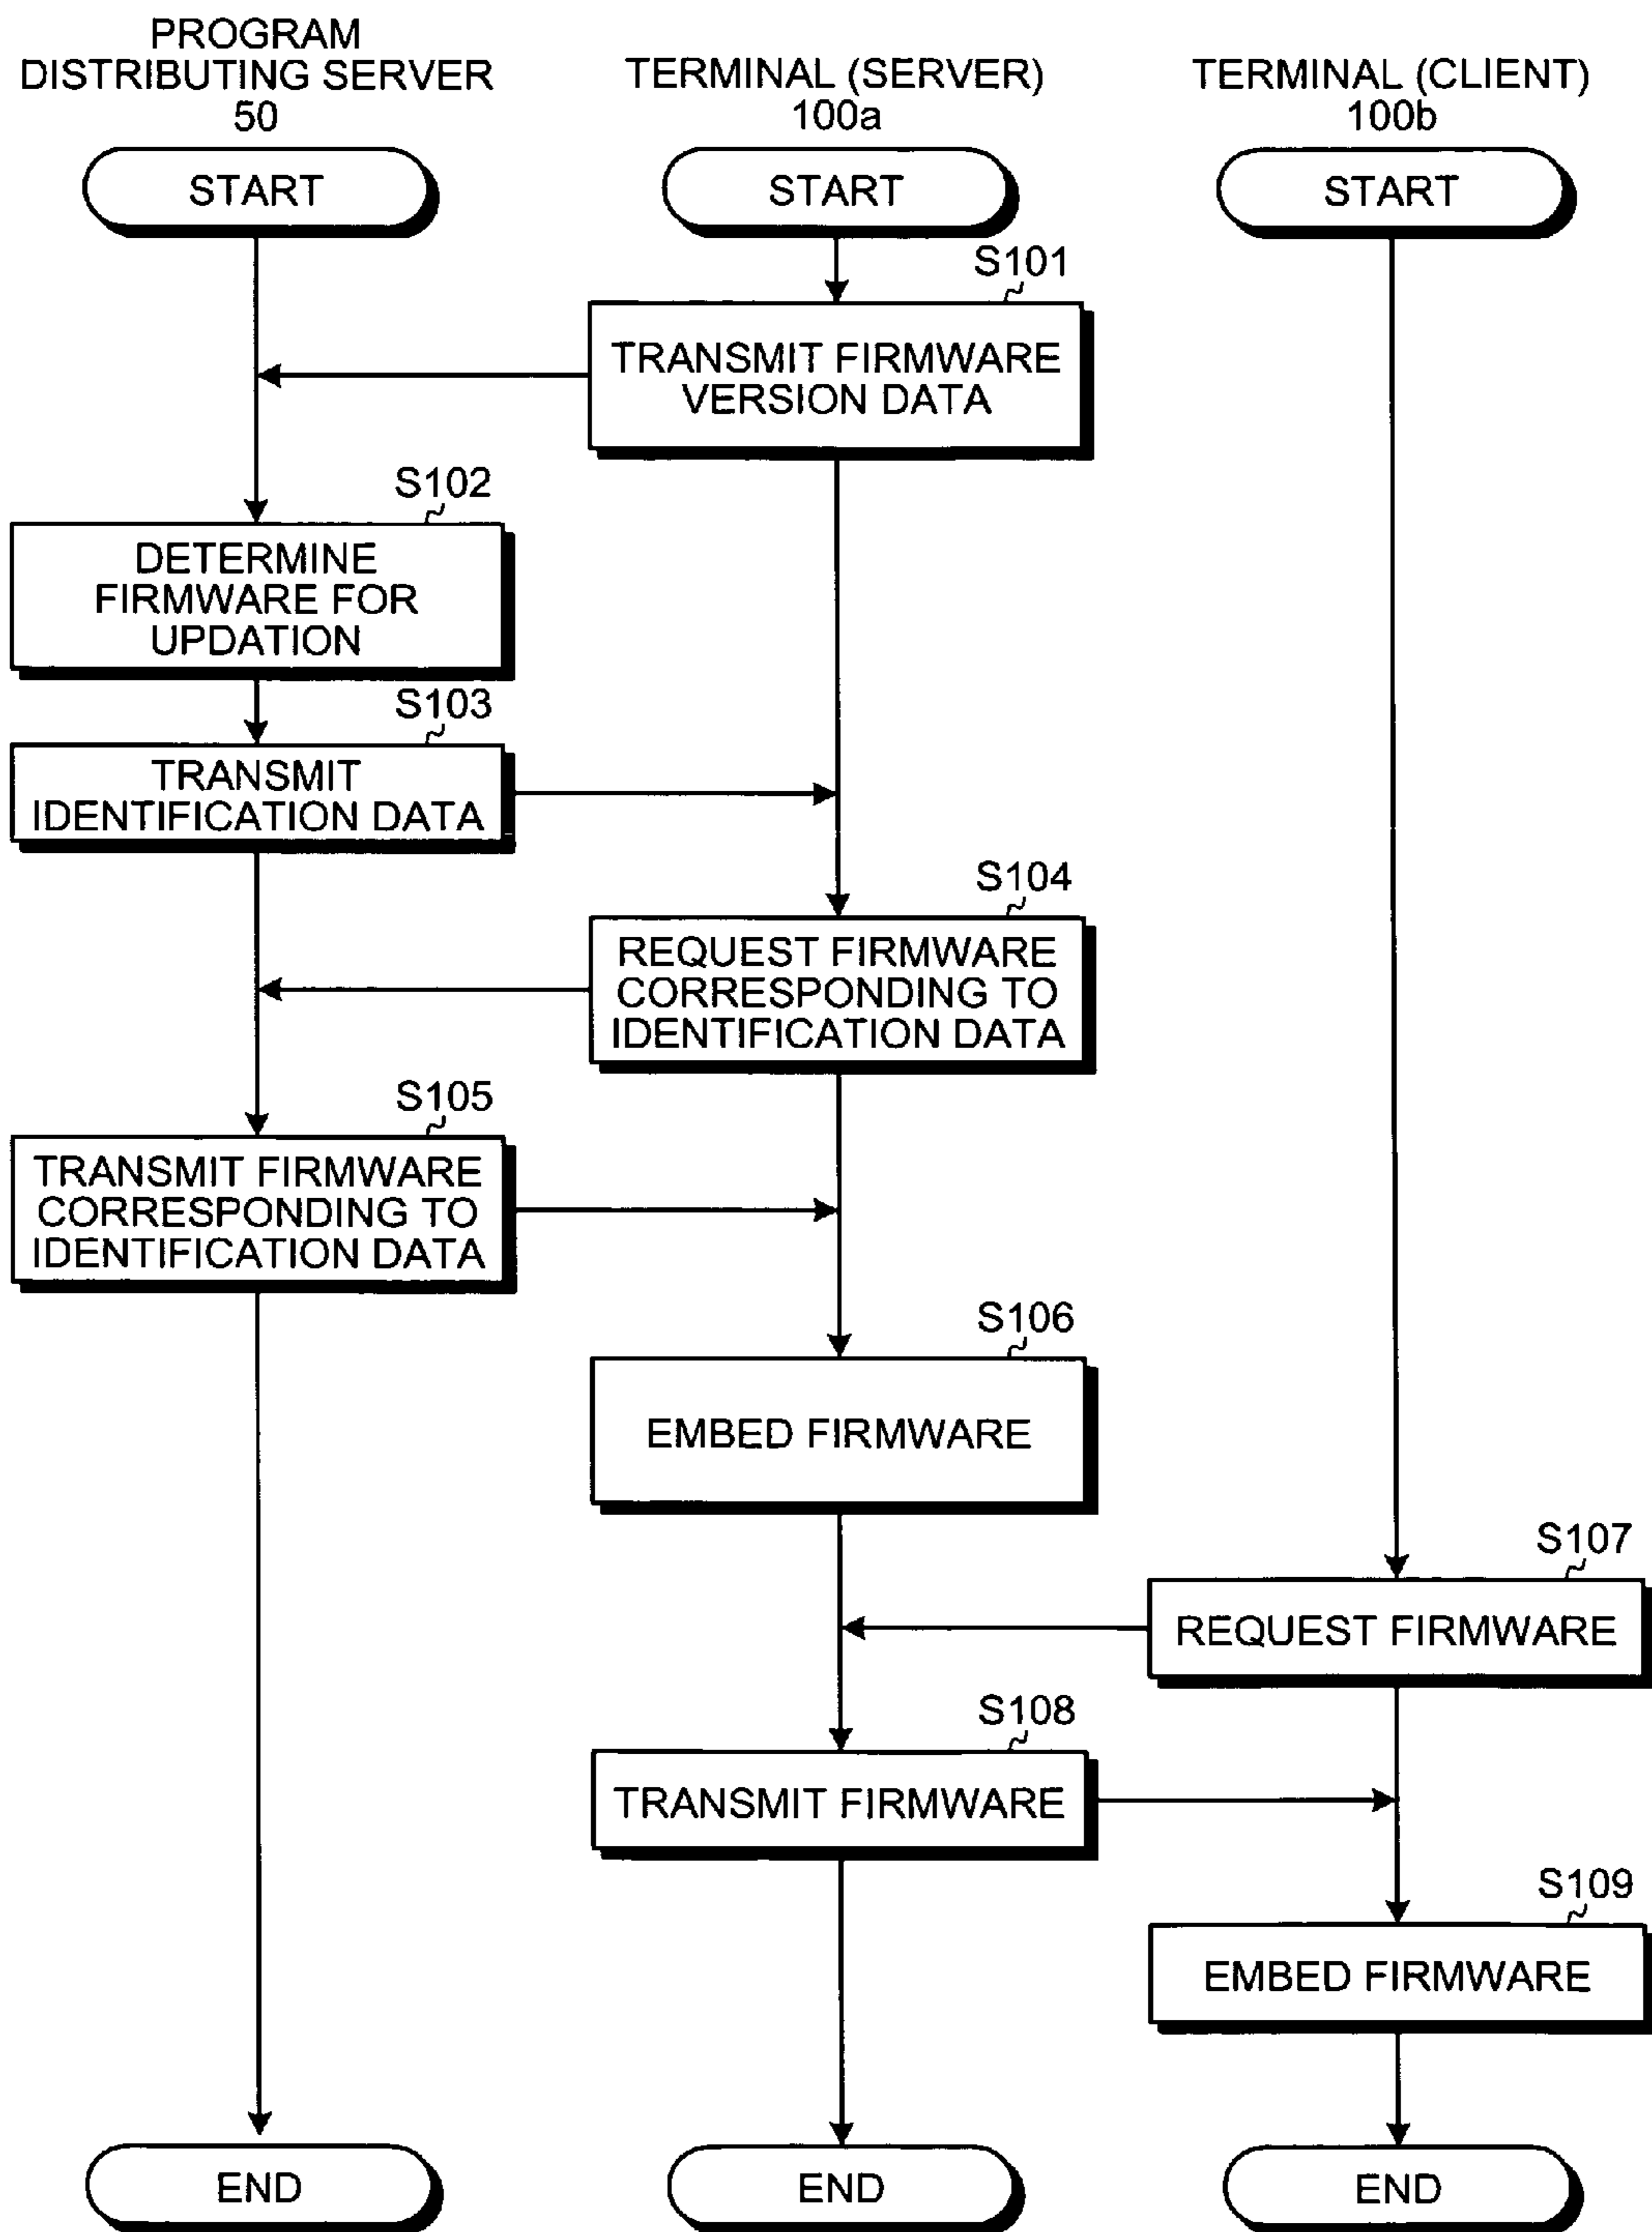 PROGRAM
DISTRIBUTING SERVER
50
TERMINAL (SERVER)
100a
TERMINAL (CLIENT)
100b
START
START
START
S101
TRANSMIT FIRMWARE
VERSION DATA
S102
DETERMINE
FIRMWARE FOR
UPDATION
S103
TRANSMIT
IDENTIFICATION DATA
S104
REQUEST FIRMWARE
CORRESPONDING TO
IDENTIFICATION DATA
S105
TRANSMIT FIRMWARE
CORRESPONDING TO
IDENTIFICATION DATA
S106
EMBED FIRMWARE
S107
REQUEST FIRMWARE
S108
TRANSMIT FIRMWARE
S109
EMBED FIRMWARE
END
END
END